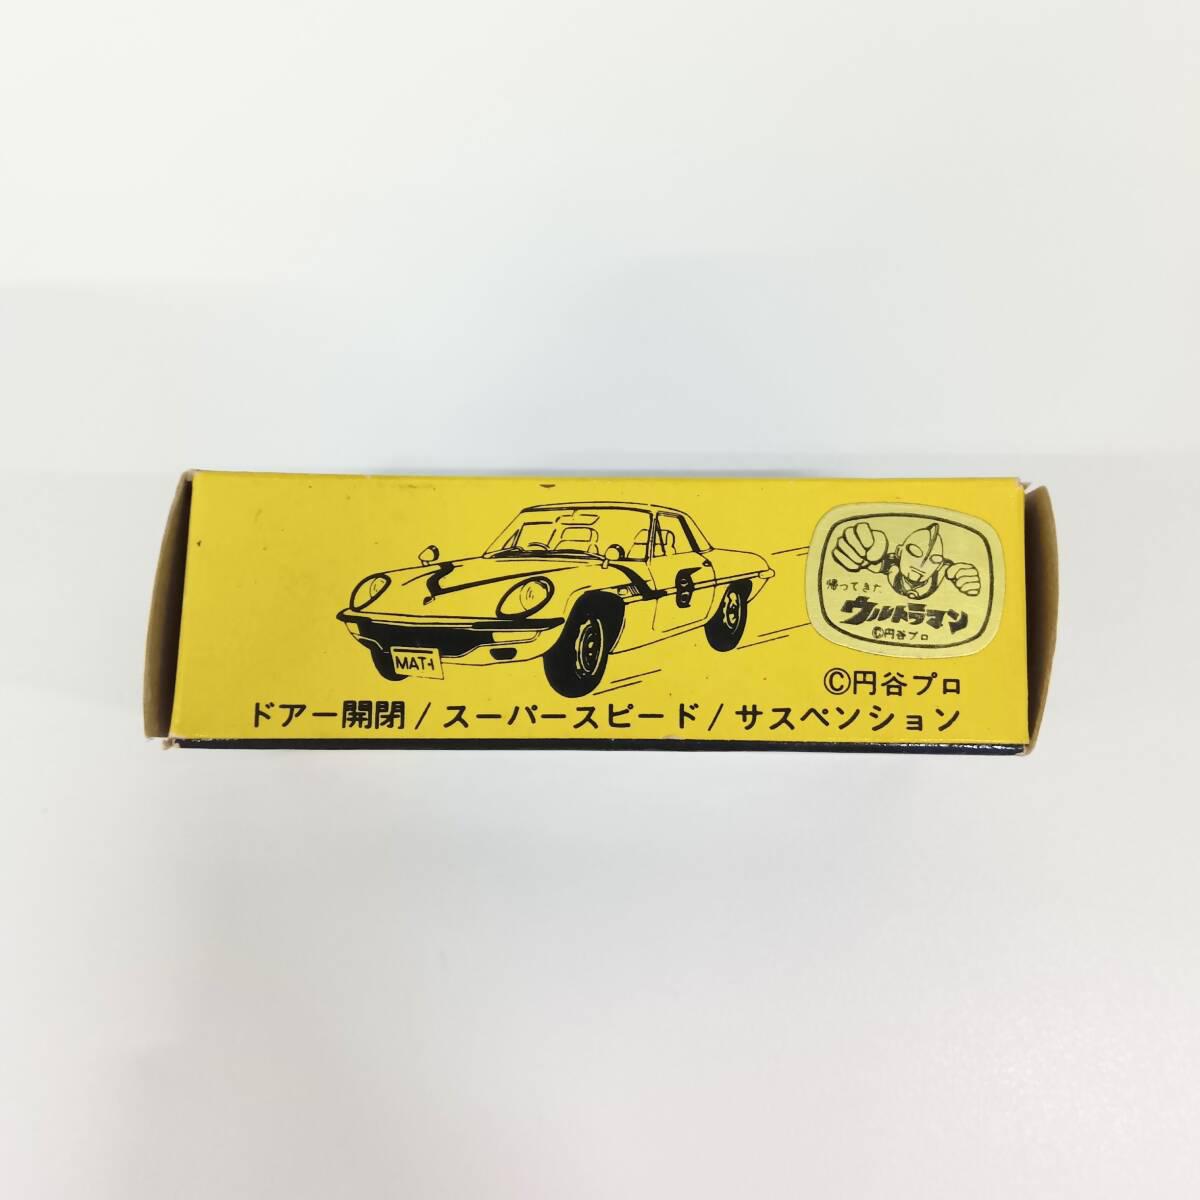 帰ってきた
ウルトラマン
©円谷プロ
MAT-1
©円谷プロ
ドアー開閉/スーパースピード/サスペンション